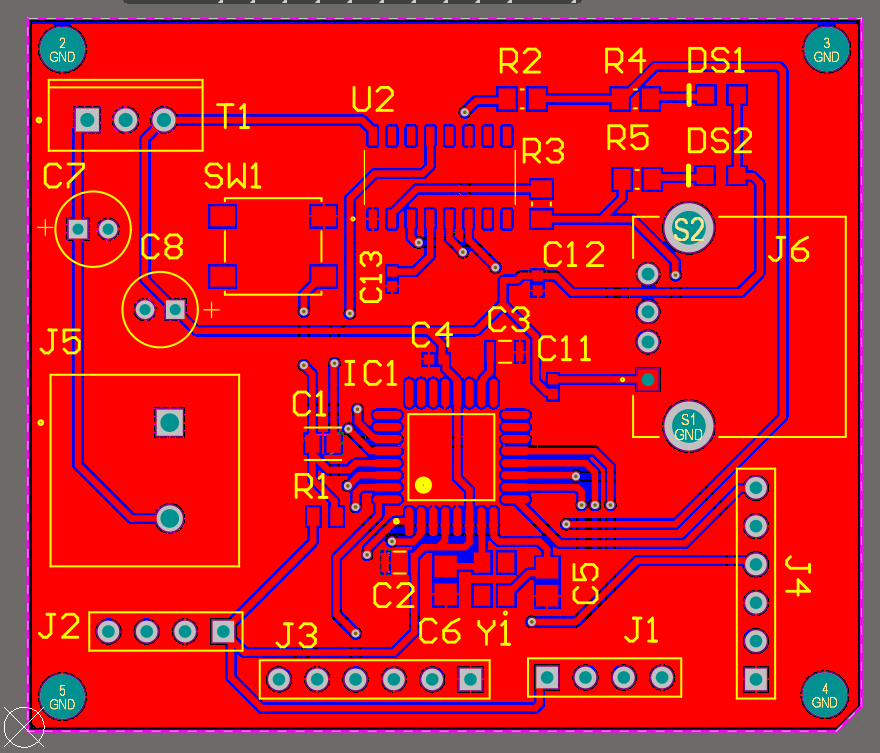 2
GND
3
GND
R2
R4
DS1
U2
T1
R3
R5
DS2
C7
SW1
+
S2
J6
C8
C13
C12
+
C3
C4
C11
J5
IC1
C1
S1
GND
R1
C2
C5
J4
J2
J3
C6
Y1
J1
5
GND
4
GND